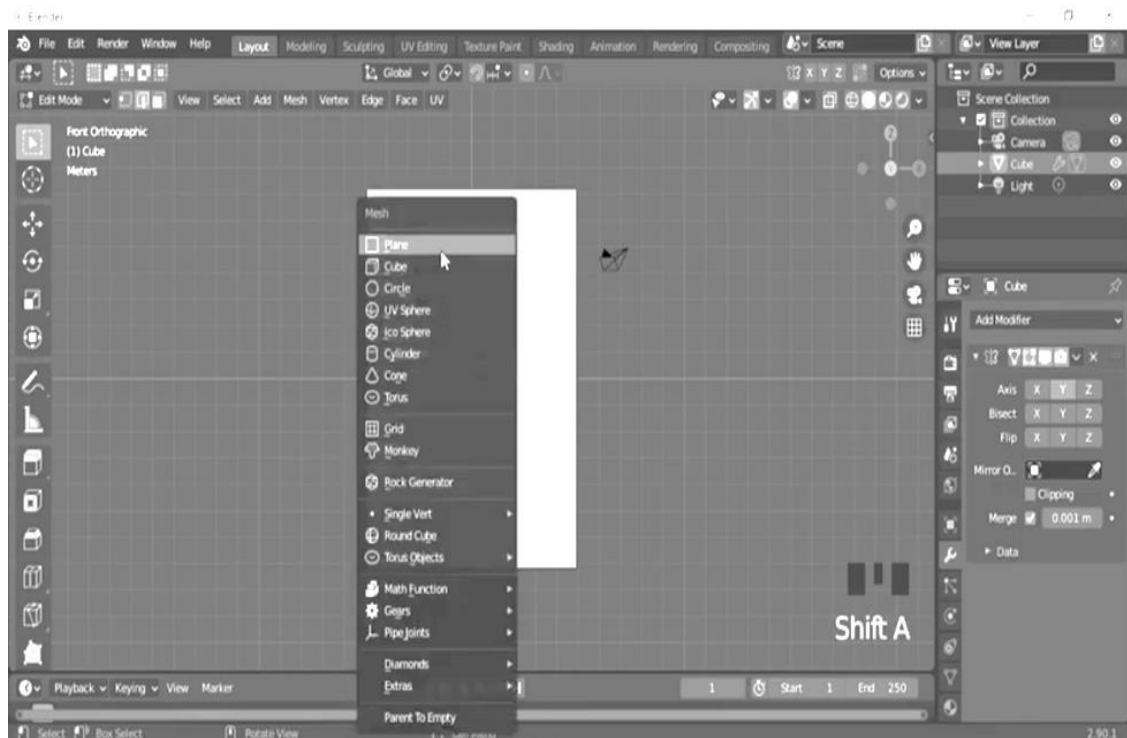 Blender
File Edit Render Window Help Layout Modeling Sculpting UV Editing Texture Paint Shading Animation Rendering Compositing Scene View Layer
Global X Y Z Options
Edit Mode View Select Add Mesh Vertex Edge Face UV
Front Orthographic
(1) Cube
Meters
Z
Scene Collection
Collection
Camera
Cube
Light
Mesh
Plane
Cube
Circle
UV Sphere
Ico Sphere
Cylinder
Cone
Torus
Grid
Monkey
Rock Generator
Single Vert
Round Cube
Torus Objects
Math Function
Gears
Pipe Joints
Diamonds
Extras
Parent To Empty
Cube
Add Modifier
Axis X Y Z
Bisect X Y Z
Flip X Y Z
Mirror O...
Clipping
Merge 0.001 m
Data
Shift A
Playback Keying View Marker 1 Start 1 End 250
Select Box Select Rotate View 2.90.1